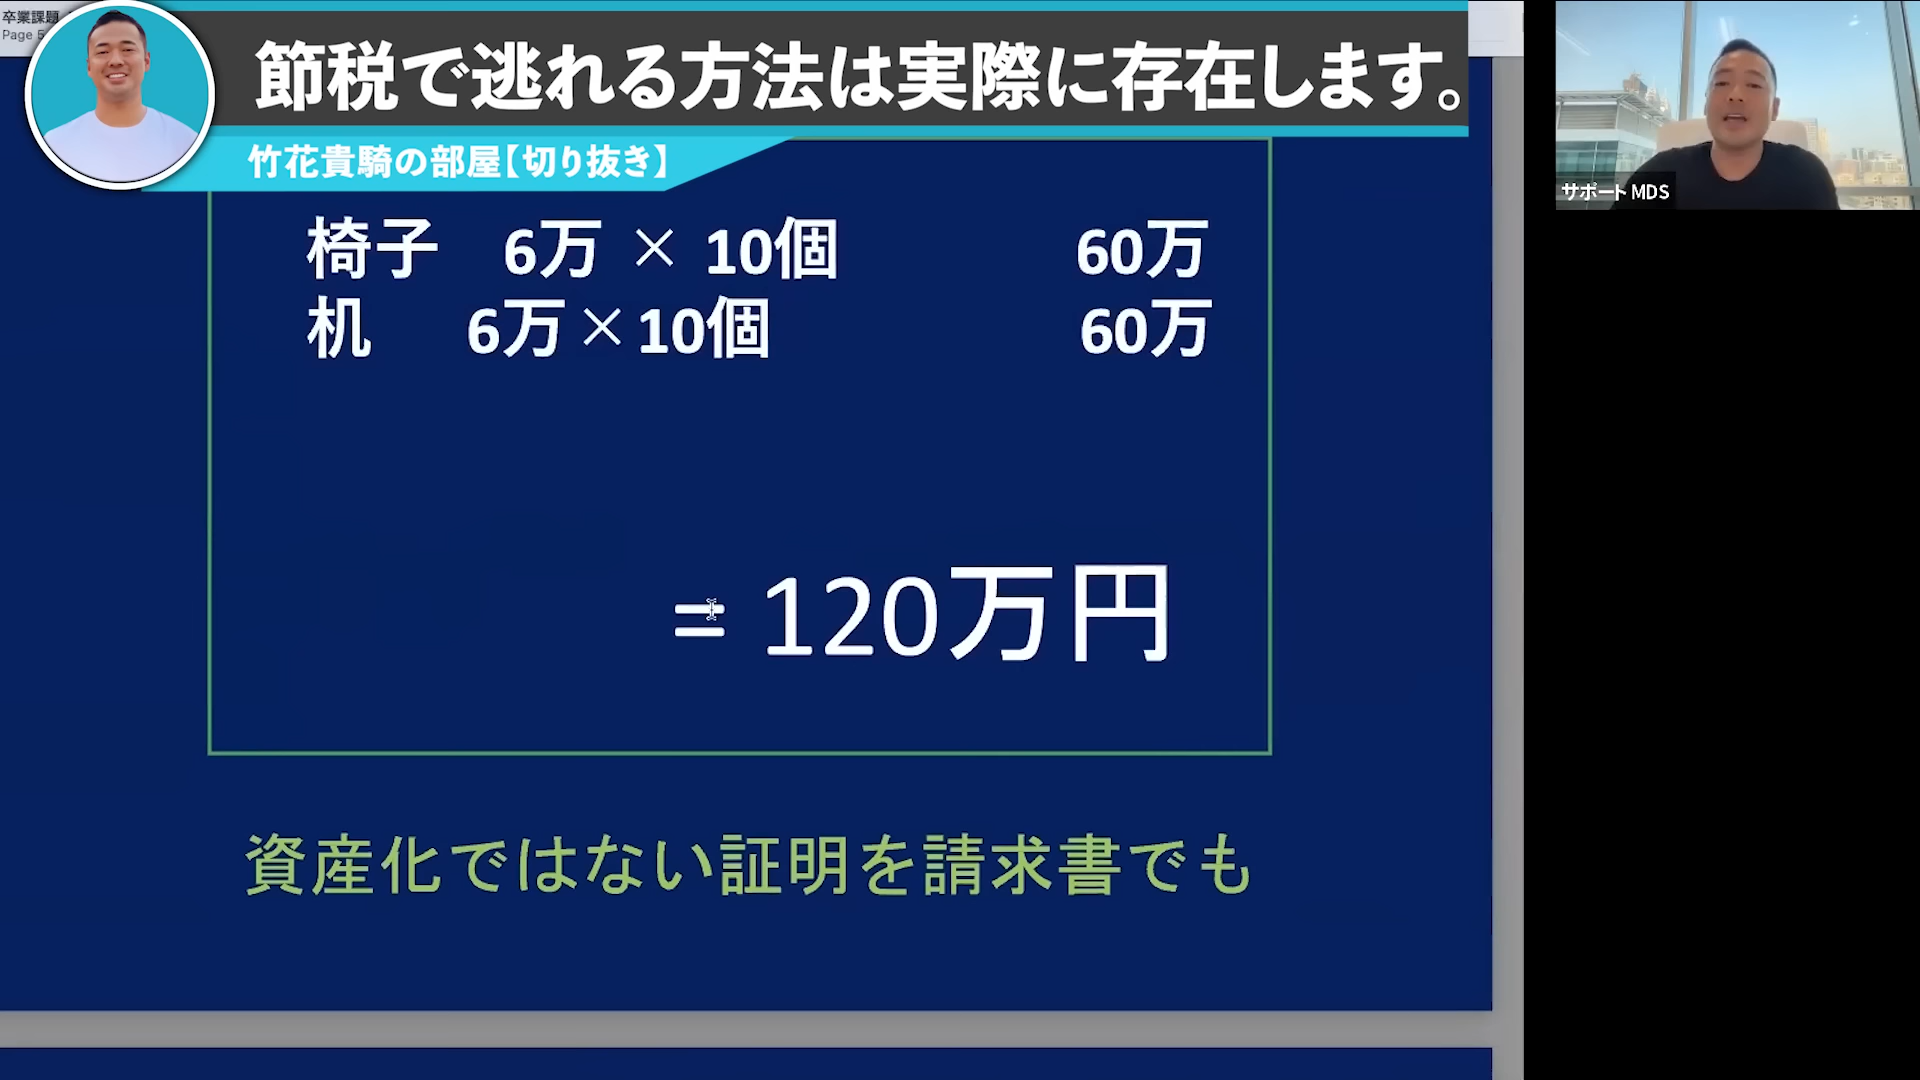 卒業課題
Page 5
節税で逃れる方法は実際に存在します。
竹花貴騎の部屋【切り抜き】
サポート MDS
椅子 6万 × 10個 60万
机 6万×10個 60万
= 120万円
資産化ではない証明を請求書でも